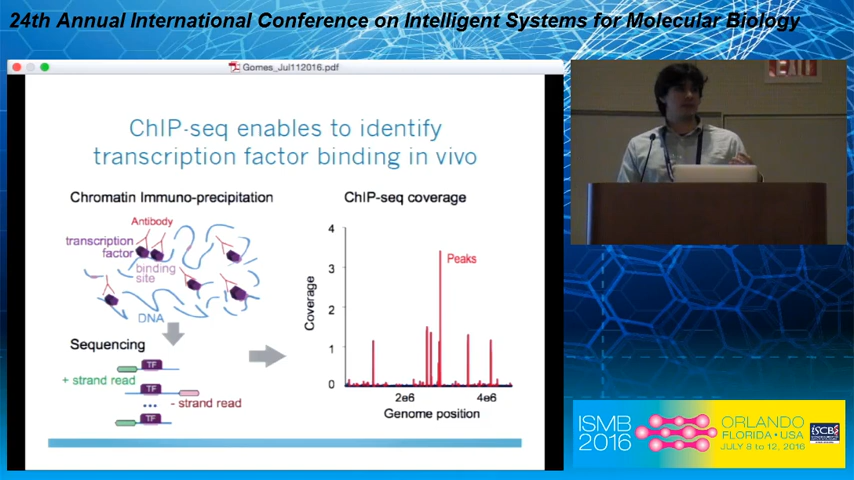 24th Annual International Conference on Intelligent Systems for Molecular Biology
Gomes_Jul112016.pdf
ChIP-seq enables to identify
transcription factor binding in vivo
Chromatin Immuno-precipitation
Antibody
transcription
factor
binding
site
DNA
Sequencing
TF
+ strand read
TF
...
- strand read
TF
ChIP-seq coverage
4
3
2
1
0
Coverage
Peaks
2e6
4e6
Genome position
EXIT
ISMB
2016
ORLANDO
FLORIDA • USA
JULY 8 to 12, 2016
ISCB